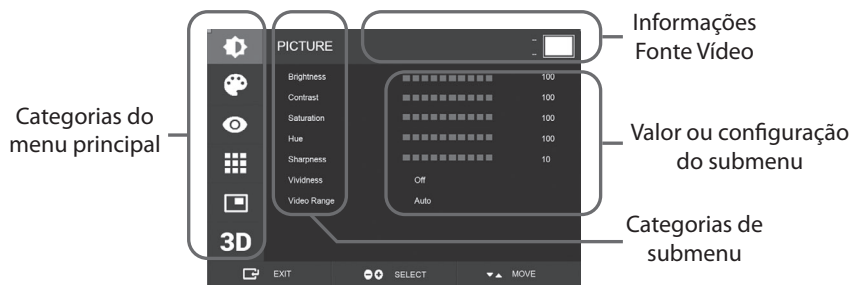 Informações
Fonte Vídeo
PICTURE
Brightness 100
Contrast 100
Saturation 100
Hue 100
Sharpness 10
Vividness Off
Video Range Auto
Categorias do
menu principal
Valor ou configuração
do submenu
Categorias de
submenu
3D
EXIT SELECT MOVE